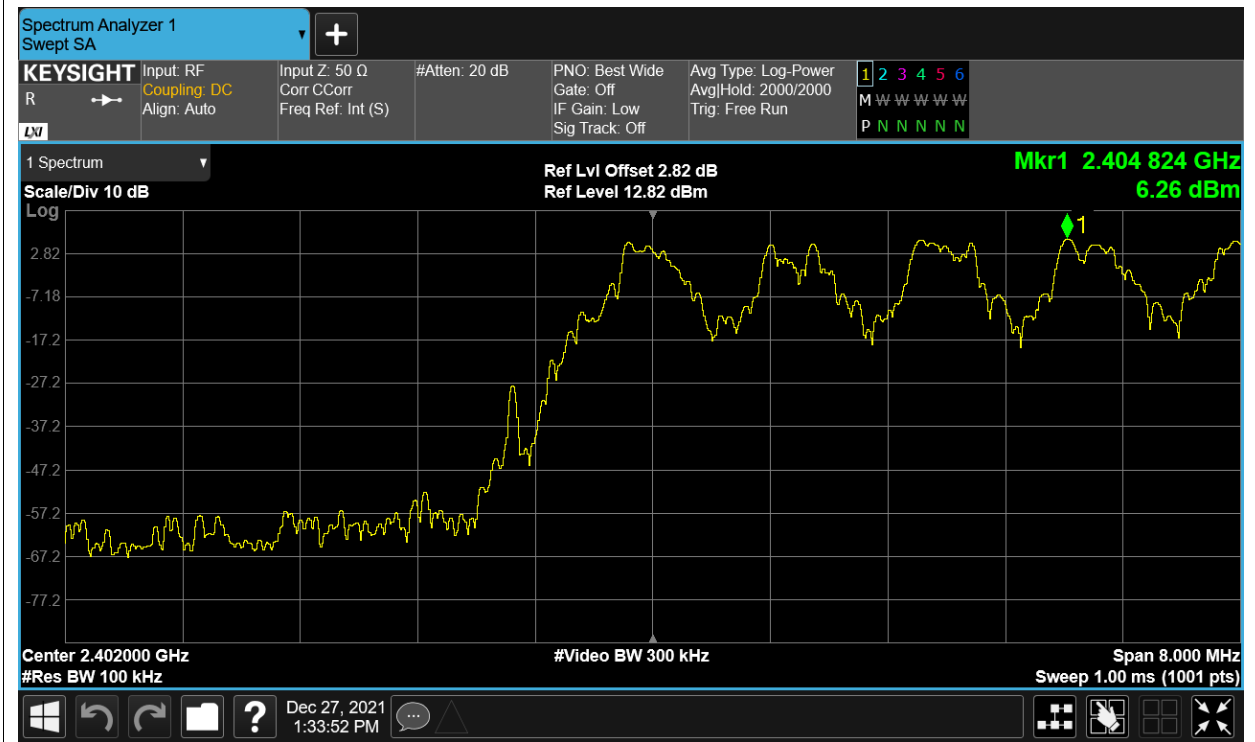 Spectrum Analyzer 1
Swept SA
+
KEYSIGHT
R
LXI
Input: RF
Coupling: DC
Align: Auto
Input Z: 50 Ω
Corr CCorr
Freq Ref: Int (S)
#Atten: 20 dB
PNO: Best Wide
Gate: Off
IF Gain: Low
Sig Track: Off
Avg Type: Log-Power
Avg|Hold: 2000/2000
Trig: Free Run
1 2 3 4 5 6
M W W W W W
P N N N N N
1 Spectrum
Scale/Div 10 dB
Ref Lvl Offset 2.82 dB
Ref Level 12.82 dBm
Mkr1 2.404 824 GHz
6.26 dBm
Log
1
2.82
-7.18
-17.2
-27.2
-37.2
-47.2
-57.2
-67.2
-77.2
Center 2.402000 GHz
#Res BW 100 kHz
#Video BW 300 kHz
Span 8.000 MHz
Sweep 1.00 ms (1001 pts)
?
Dec 27, 2021
1:33:52 PM